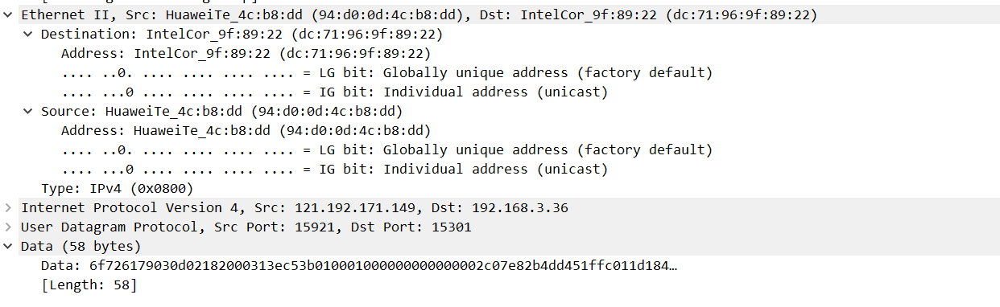 Ethernet II, Src: HuaweiTe_4c:b8:dd (94:d0:0d:4c:b8:dd), Dst: IntelCor_9f:89:22 (dc:71:96:9f:89:22)
Destination: IntelCor_9f:89:22 (dc:71:96:9f:89:22)
Address: IntelCor_9f:89:22 (dc:71:96:9f:89:22)
.... ..0. .... .... .... .... = LG bit: Globally unique address (factory default)
.... ...0 .... .... .... .... = IG bit: Individual address (unicast)
Source: HuaweiTe_4c:b8:dd (94:d0:0d:4c:b8:dd)
Address: HuaweiTe_4c:b8:dd (94:d0:0d:4c:b8:dd)
.... ..0. .... .... .... .... = LG bit: Globally unique address (factory default)
.... ...0 .... .... .... .... = IG bit: Individual address (unicast)
Type: IPv4 (0x0800)
Internet Protocol Version 4, Src: 121.192.171.149, Dst: 192.168.3.36
User Datagram Protocol, Src Port: 15921, Dst Port: 15301
Data (58 bytes)
Data: 6f726179030d02182000313ec53b010001000000000000002c07e82b4dd451ffc011d184…
[Length: 58]